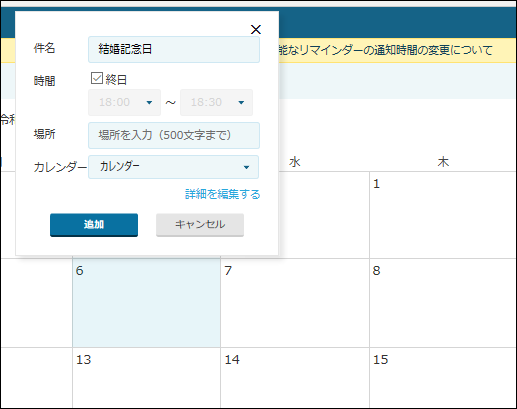 件名 結婚記念日
能なリマインダーの通知時間の変更について
時間 終日
18:00 ～ 18:30
令和
場所 場所を入力（500文字まで）
カレンダー カレンダー
水 木
詳細を編集する
1
追加 キャンセル
6 7 8
13 14 15